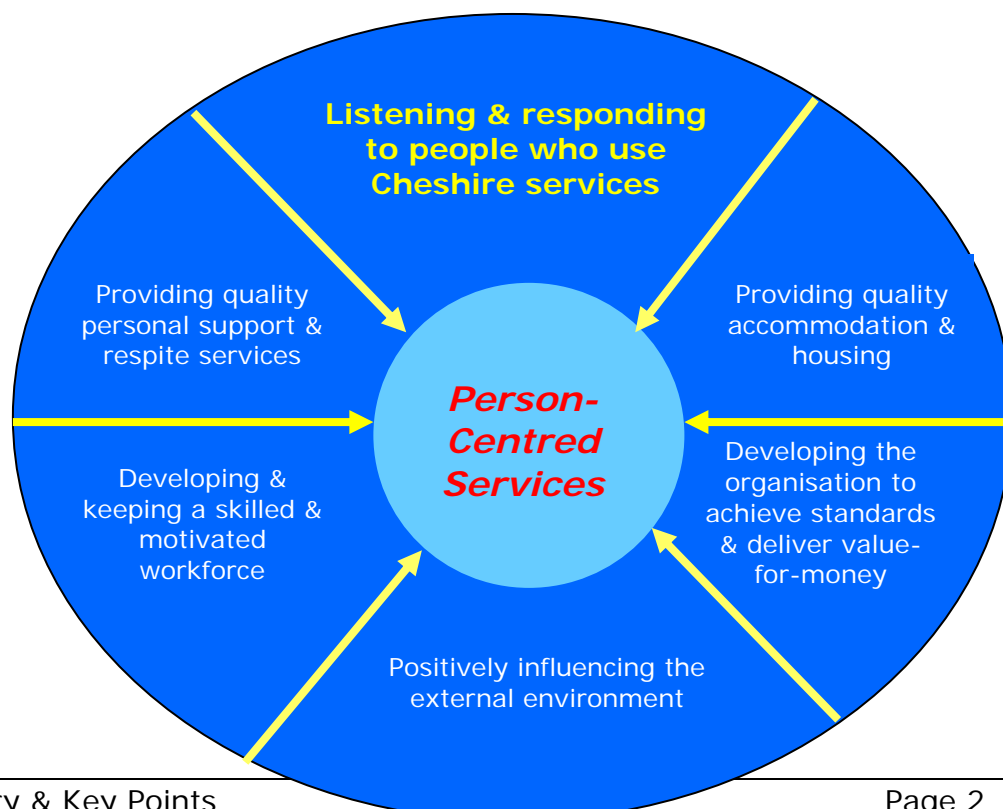 Listening & responding
to people who use
Cheshire services
Providing quality
personal support &
respite services
Providing quality
accommodation &
housing
Person-
Centred
Services
Developing &
keeping a skilled &
motivated
workforce
Developing the
organisation to
achieve standards
& deliver value-
for-money
Positively influencing the
external environment
& Key Points
Page 2